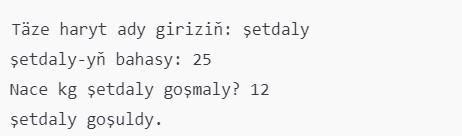 Täze haryt ady giriziň: şetdaly
şetdaly-yň bahasy: 25
Nace kg şetdaly goşmaly? 12
şetdaly goşuldy.